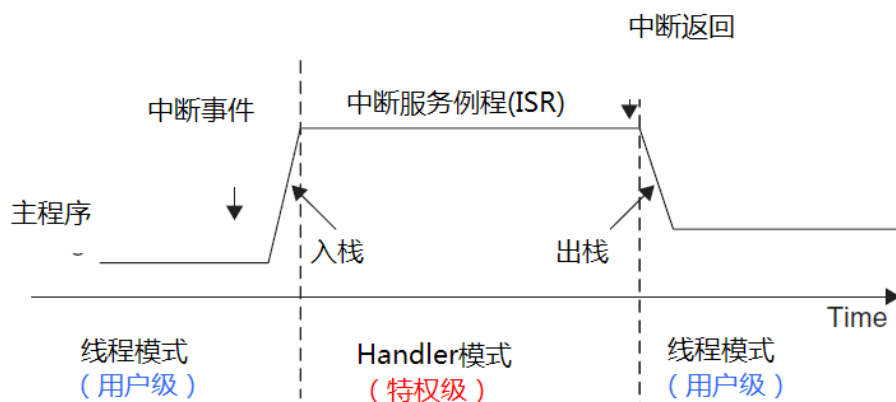 中断返回
中断事件
中断服务例程(ISR)
主程序
入栈
出栈
Time
线程模式
(用户级)
Handler模式
(特权级)
线程模式
(用户级)